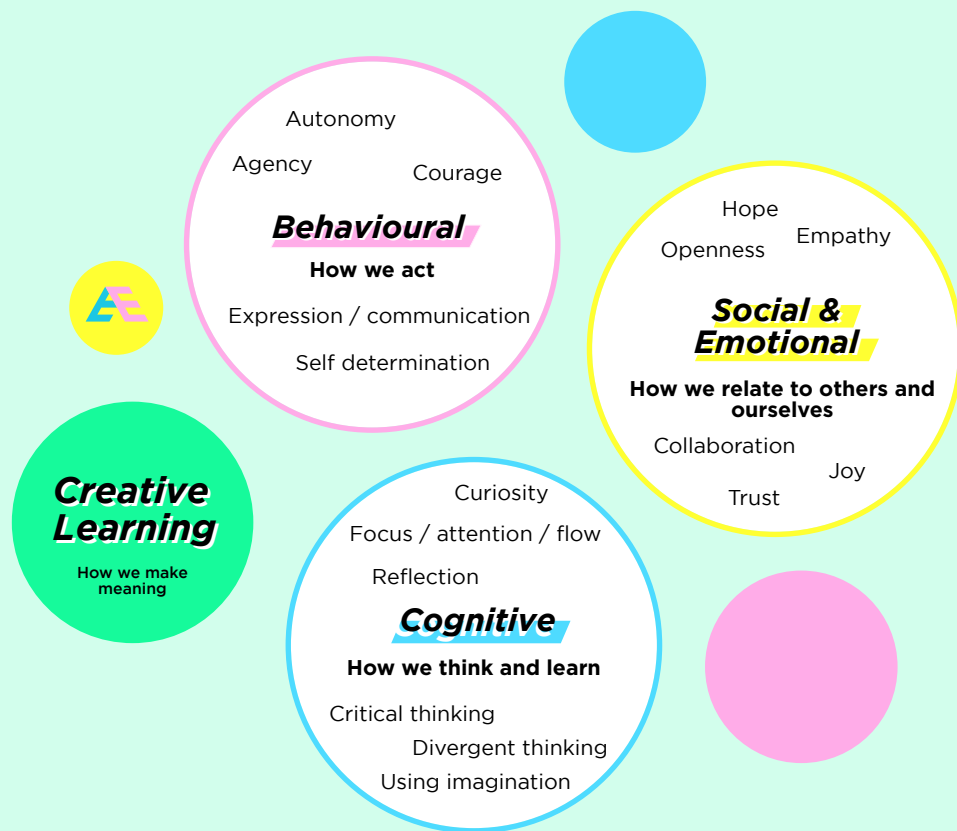 Autonomy
Agency
Courage
Behavioural
How we act
Expression / communication
Self determination
Hope
Empathy
Openness
Social &
Emotional
How we relate to others and
ourselves
Collaboration
Joy
Trust
Creative
Learning
How we make
meaning
Curiosity
Focus / attention / flow
Reflection
Cognitive
How we think and learn
Critical thinking
Divergent thinking
Using imagination